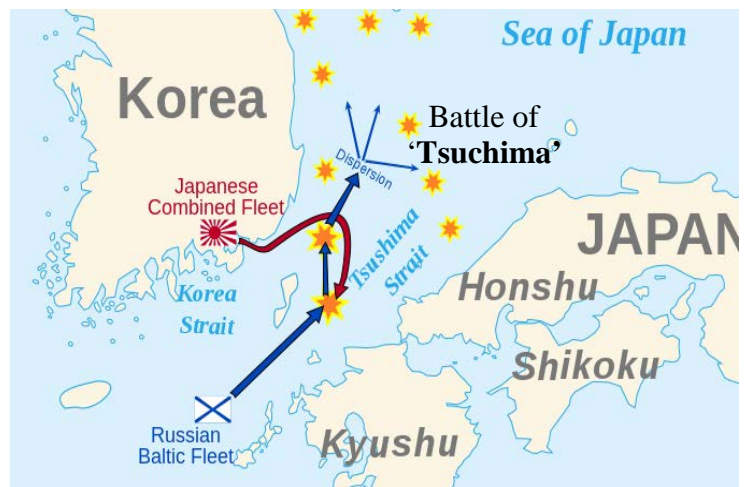 Sea of Japan
Korea
Battle of
‘Tsuchima’
Dispersion
Japanese
Combined Fleet
JAPAN
Tsushima
Strait
Honshu
Korea
Strait
Shikoku
Russian
Baltic Fleet
Kyushu